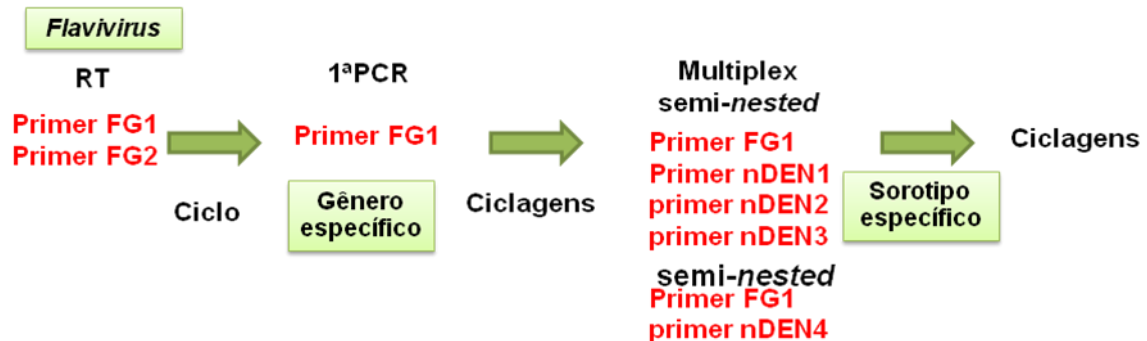 Flavivirus
RT
Primer FG1
Primer FG2
Ciclo
1ªPCR
Primer FG1
Gênero
específico
Ciclagens
Multiplex
semi-nested
Primer FG1
Primer nDEN1
primer nDEN2
primer nDEN3
semi-nested
Primer FG1
primer nDEN4
Sorotipo
específico
Ciclagens